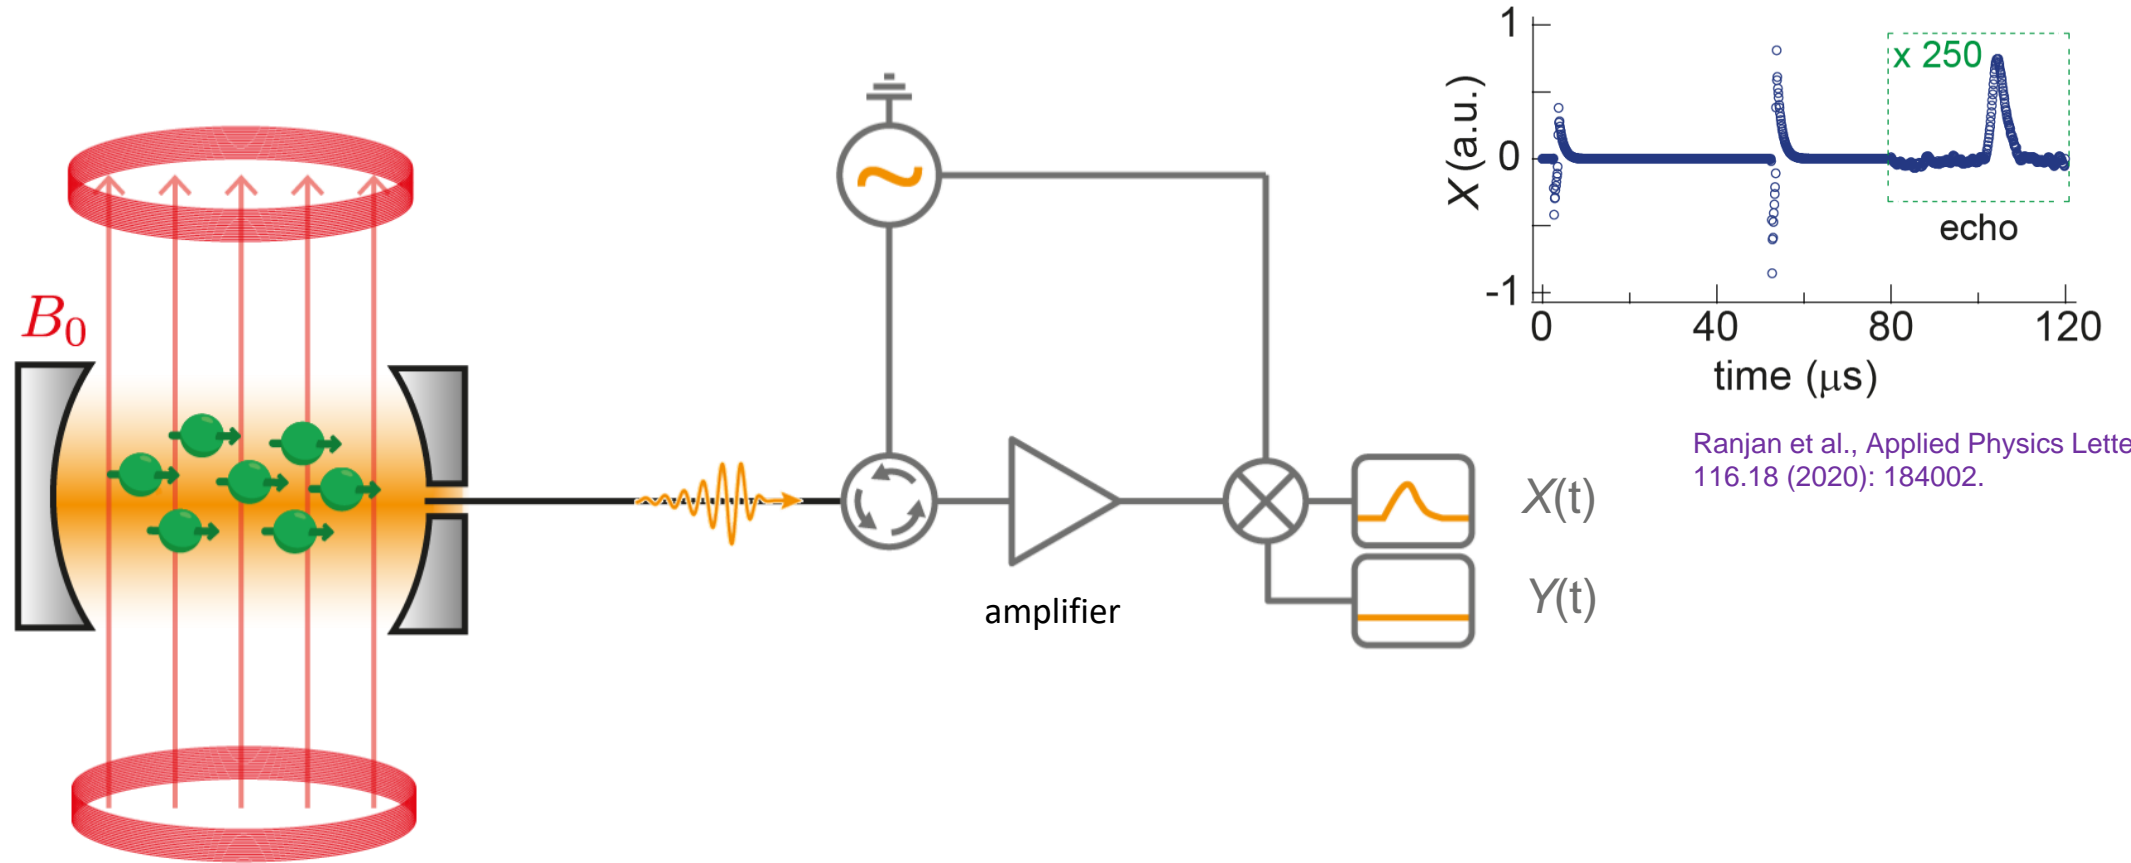 B0
amplifier
X(t)
Y(t)
1
0
-1
X (a.u.)
x 250
echo
0 40 80 120
time (μs)
Ranjan et al., Applied Physics Lette
116.18 (2020): 184002.